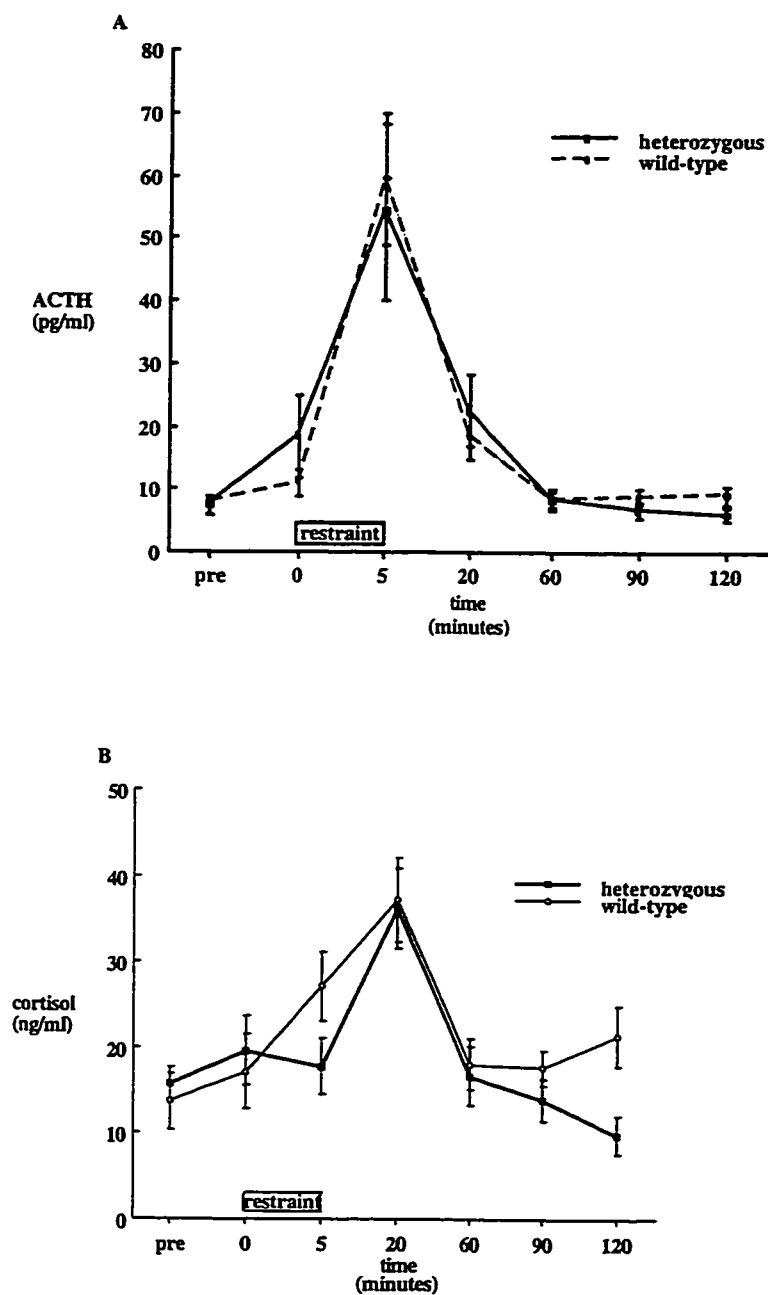 A
80
70
60
50
40
30
20
10
0
ACTH
(pg/ml)
heterozygous
wild-type
restraint
pre 0 5 20 60 90 120
time
(minutes)
B
50
40
30
20
10
0
cortisol
(ng/ml)
heterozygous
wild-type
restraint
pre 0 5 20 60 90 120
time
(minutes)